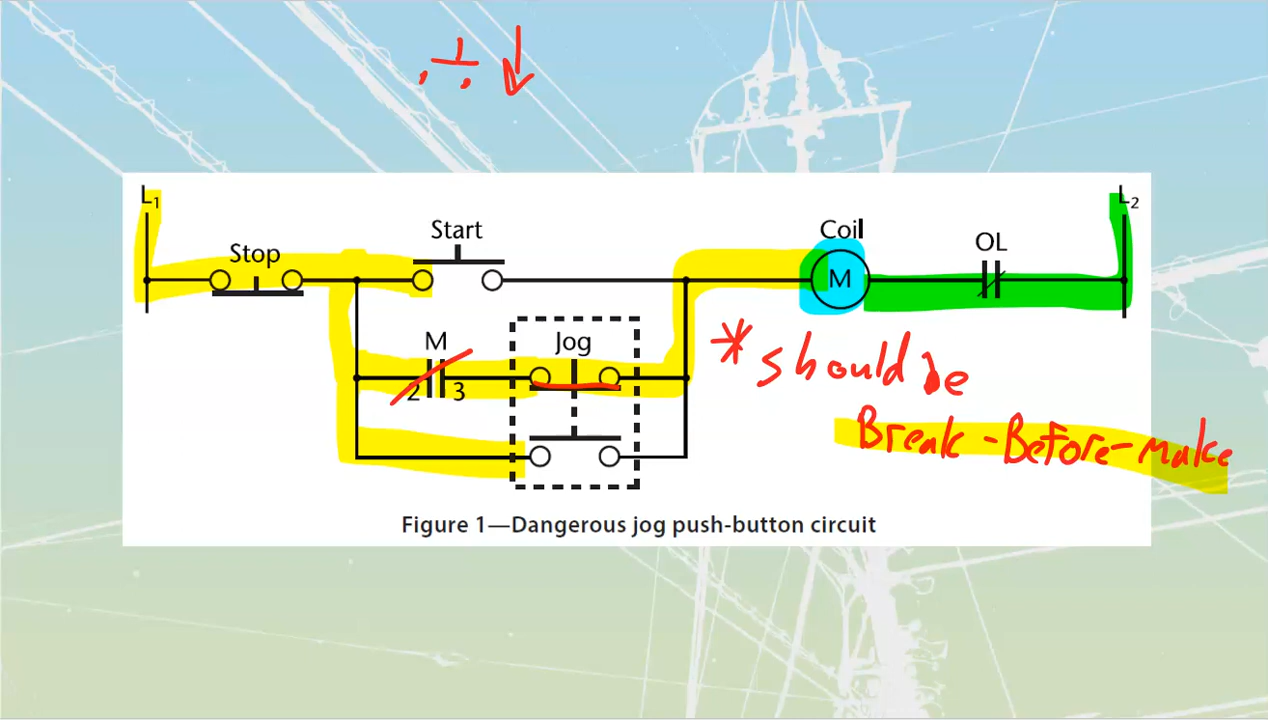 L₁
L₂
Stop
Start
Coil
M
OL
M
2 3
Jog
* should be
Break-Before-make
Figure 1—Dangerous jog push-button circuit